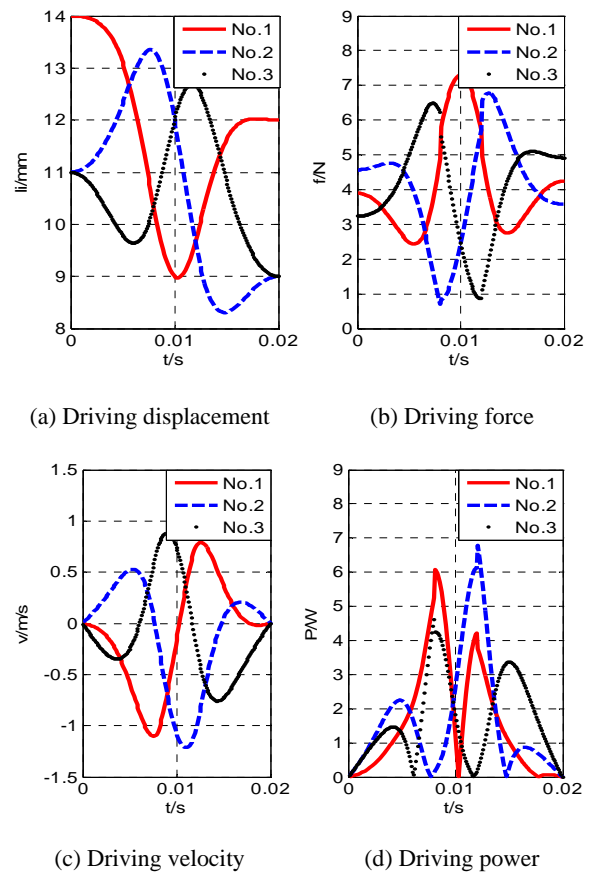 14
13
12
11
10
9
8
0
0.01
0.02
li/mm
t/s
No.1
No.2
No.3
9
8
7
6
5
4
3
2
1
0
0
0.01
0.02
f/N
t/s
No.1
No.2
No.3
(a) Driving displacement
(b) Driving force
1.5
1
0.5
0
-0.5
-1
-1.5
0
0.01
0.02
v/m/s
t/s
No.1
No.2
No.3
9
8
7
6
5
4
3
2
1
0
0
0.01
0.02
P/W
t/s
No.1
No.2
No.3
(c) Driving velocity
(d) Driving power